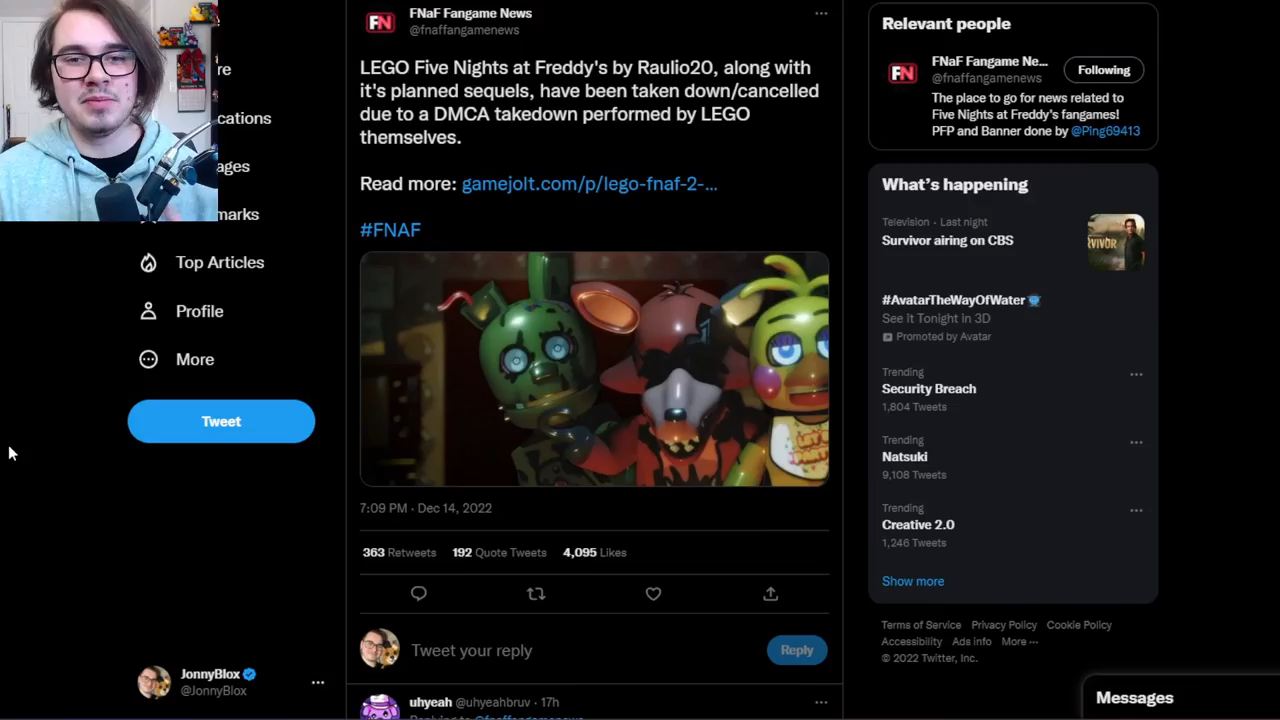 FNaF Fangame News
@fnaffangamenews
FN
LEGO Five Nights at Freddy's by Raulio20, along with
it's planned sequels, have been taken down/cancelled
due to a DMCA takedown performed by LEGO
themselves.
Read more: gamejolt.com/p/lego-fnaf-2-...
#FNAF
LET'S
PARTY
7:09 PM · Dec 14, 2022
363 Retweets 192 Quote Tweets 4,095 Likes
Tweet your reply
Reply
uhyeah @uhyeahbruv · 17h
Replying to @fnaffangamenews
re
cations
ages
marks
Top Articles
Profile
More
Tweet
JonnyBlox
@JonnyBlox
Relevant people
FN
FNaF Fangame Ne...
@fnaffangamenews
Following
The place to go for news related to
Five Nights at Freddy's fangames!
PFP and Banner done by @Ping69413
What's happening
Television · Last night
Survivor airing on CBS
#AvatarTheWayOfWater
See it Tonight in 3D
Promoted by Avatar
Trending
Security Breach
1,804 Tweets
Trending
Natsuki
9,108 Tweets
Trending
Creative 2.0
1,246 Tweets
Show more
Terms of Service Privacy Policy Cookie Policy
Accessibility Ads info More ···
© 2022 Twitter, Inc.
Messages